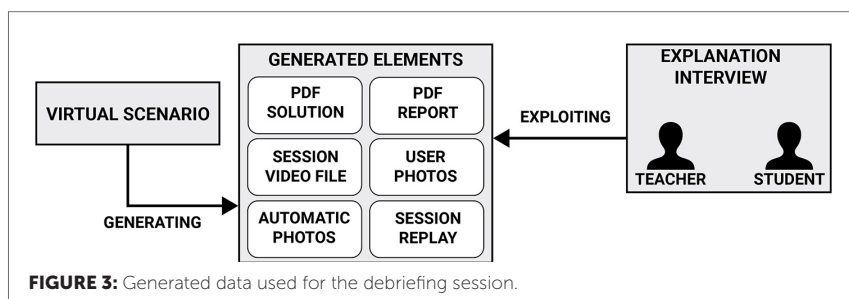 GENERATED ELEMENTS
EXPLANATION
INTERVIEW
VIRTUAL SCENARIO
PDF
SOLUTION
PDF
REPORT
EXPLOITING
SESSION
VIDEO FILE
USER
PHOTOS
TEACHER
STUDENT
GENERATING
AUTOMATIC
PHOTOS
SESSION
REPLAY
FIGURE 3: Generated data used for the debriefing session.